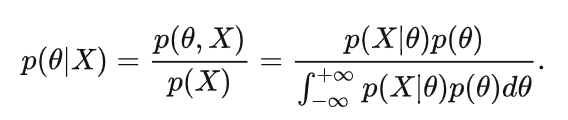 p(θ|X) = p(θ, X) / p(X) = p(X|θ)p(θ) / ∫_{-∞}^{+∞} p(X|θ)p(θ)dθ .